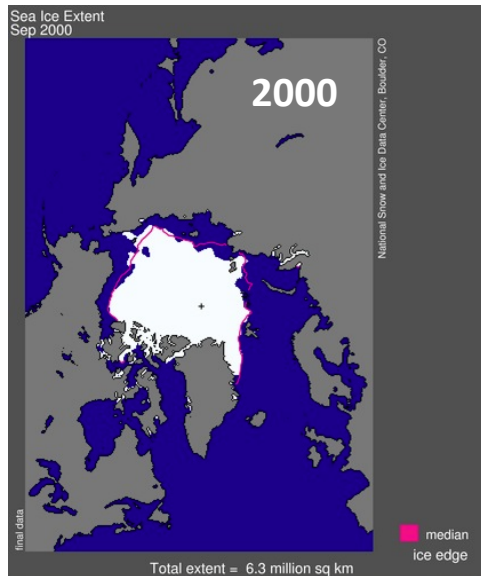 Sea Ice Extent
Sep 2000
2000
National Snow and Ice Data Center, Boulder, CO
final data
median
ice edge
Total extent = 6.3 million sq km